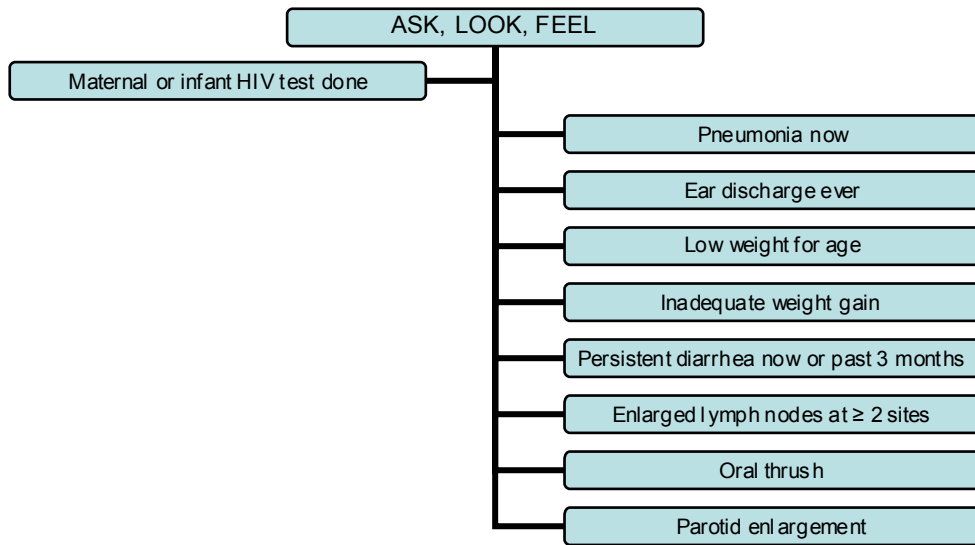 ASK, LOOK, FEEL
Maternal or infant HIV test done
Pneumonia now
Ear discharge ever
Low weight for age
Inadequate weight gain
Persistent diarrhea now or past 3 months
Enlarged lymph nodes at ≥ 2 sites
Oral thrush
Parotid enlargement